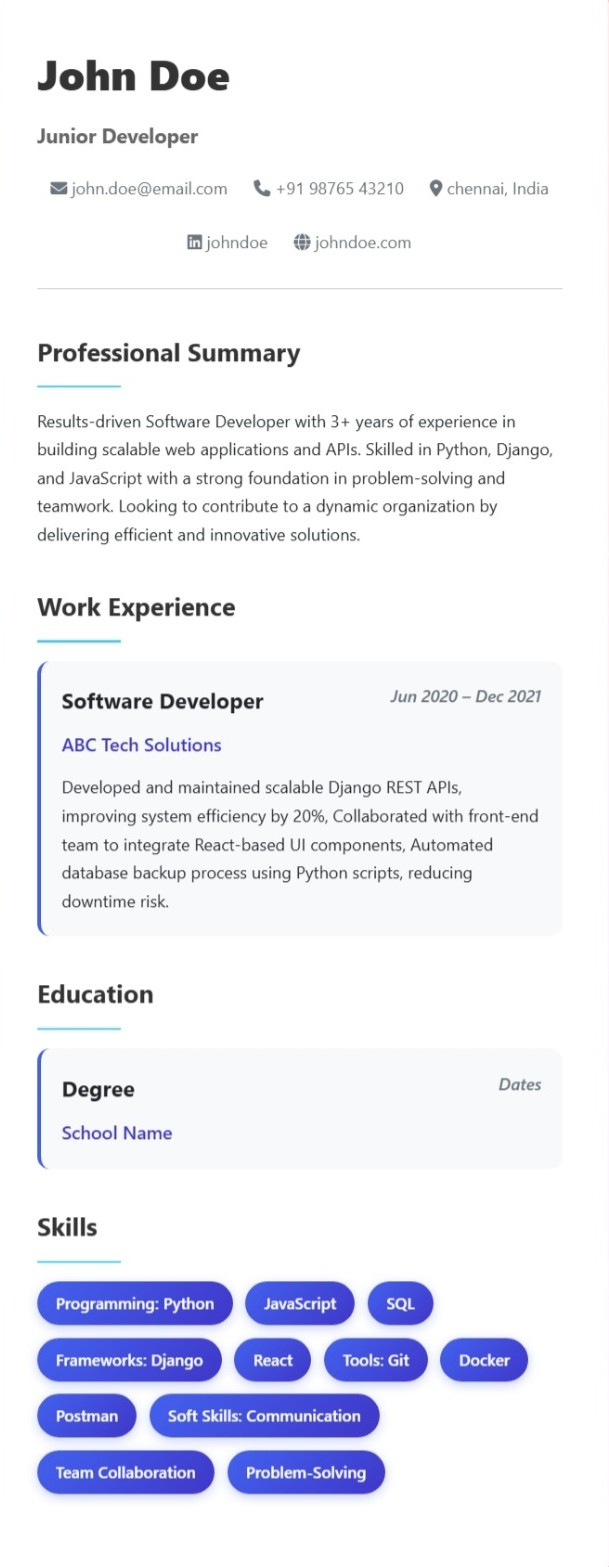 John Doe
Junior Developer
john.doe@email.com +91 98765 43210 chennai, India
johndoe johndoe.com
Professional Summary
Results-driven Software Developer with 3+ years of experience in
building scalable web applications and APIs. Skilled in Python, Django,
and JavaScript with a strong foundation in problem-solving and
teamwork. Looking to contribute to a dynamic organization by
delivering efficient and innovative solutions.
Work Experience
Software Developer Jun 2020 – Dec 2021
ABC Tech Solutions
Developed and maintained scalable Django REST APIs,
improving system efficiency by 20%, Collaborated with front-end
team to integrate React-based UI components, Automated
database backup process using Python scripts, reducing
downtime risk.
Education
Degree Dates
School Name
Skills
Programming: Python JavaScript SQL
Frameworks: Django React Tools: Git Docker
Postman Soft Skills: Communication
Team Collaboration Problem-Solving